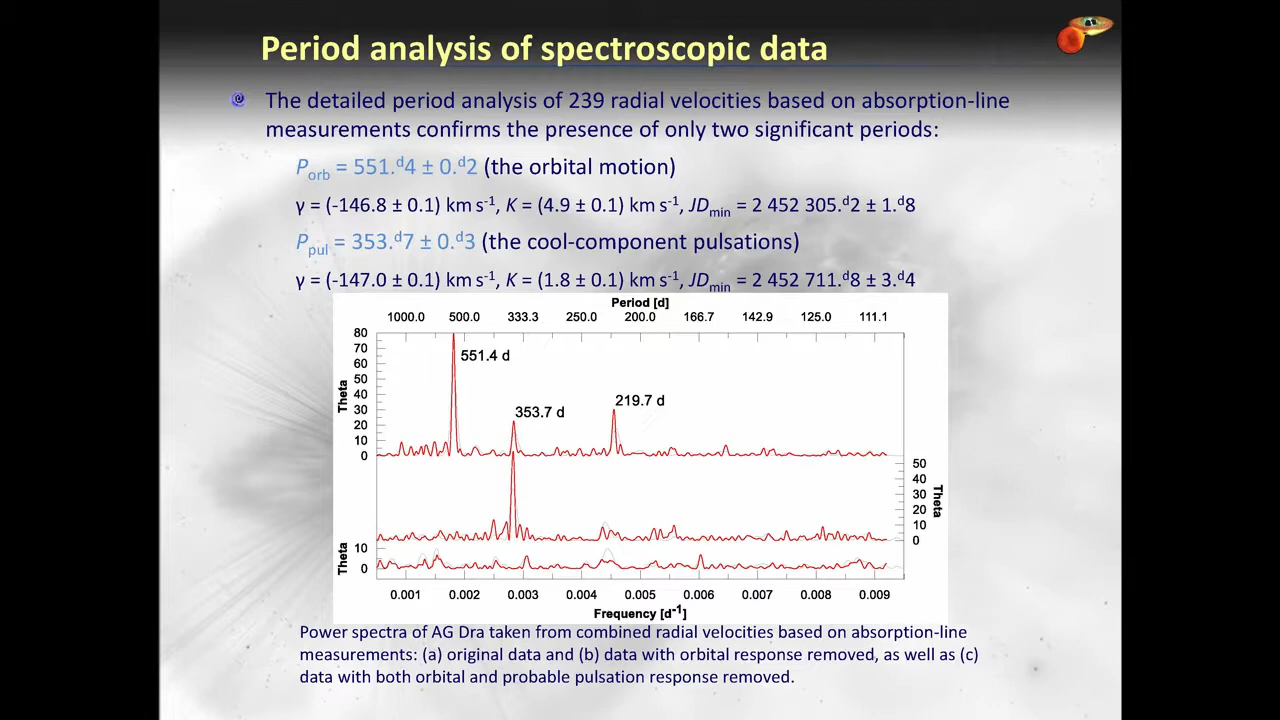 Period analysis of spectroscopic data
The detailed period analysis of 239 radial velocities based on absorption-line
measurements confirms the presence of only two significant periods:
P_orb = 551.ᵈ4 ± 0.ᵈ2 (the orbital motion)
γ = (-146.8 ± 0.1) km s⁻¹, K = (4.9 ± 0.1) km s⁻¹, JD_min = 2 452 305.ᵈ2 ± 1.ᵈ8
P_pul = 353.ᵈ7 ± 0.ᵈ3 (the cool-component pulsations)
γ = (-147.0 ± 0.1) km s⁻¹, K = (1.8 ± 0.1) km s⁻¹, JD_min = 2 452 711.ᵈ8 ± 3.ᵈ4
Period [d]
1000.0 500.0 333.3 250.0 200.0 166.7 142.9 125.0 111.1
80
70
60
50
40
30
20
10
0
Theta
551.4 d
353.7 d
219.7 d
50
40
30
20
10
0
Theta
10
0
Theta
0.001 0.002 0.003 0.004 0.005 0.006 0.007 0.008 0.009
Frequency [d⁻¹]
Power spectra of AG Dra taken from combined radial velocities based on absorption-line
measurements: (a) original data and (b) data with orbital response removed, as well as (c)
data with both orbital and probable pulsation response removed.